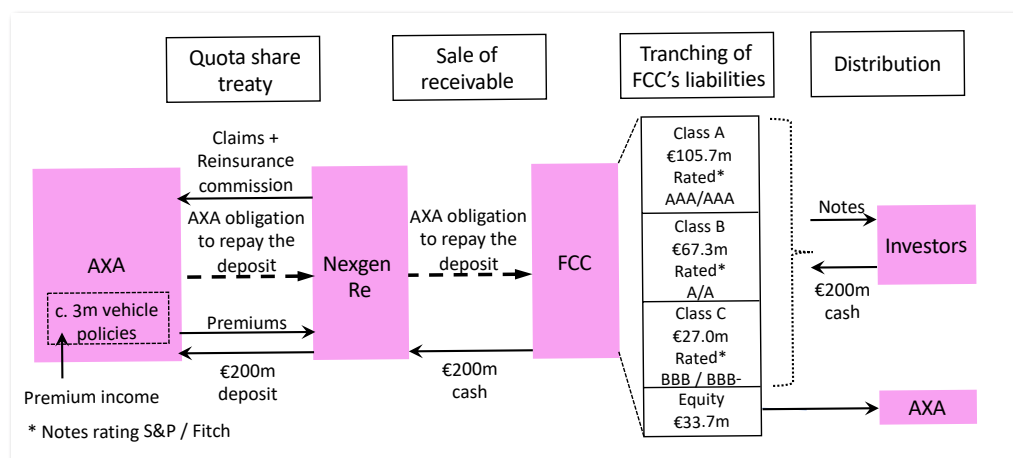 Quota share
treaty
Sale of
receivable
Tranching of
FCC's liabilities
Distribution
Claims +
Reinsurance
commission
AXA obligation
to repay the
deposit
AXA
c. 3m vehicle
policies
Premiums
€200m
deposit
Premium income
Nexgen
Re
AXA obligation
to repay the
deposit
€200m
cash
FCC
Class A
€105.7m
Rated*
AAA/AAA
Class B
€67.3m
Rated*
A/A
Class C
€27.0m
Rated*
BBB / BBB-
Equity
€33.7m
Notes
Investors
€200m
cash
AXA
* Notes rating S&P / Fitch